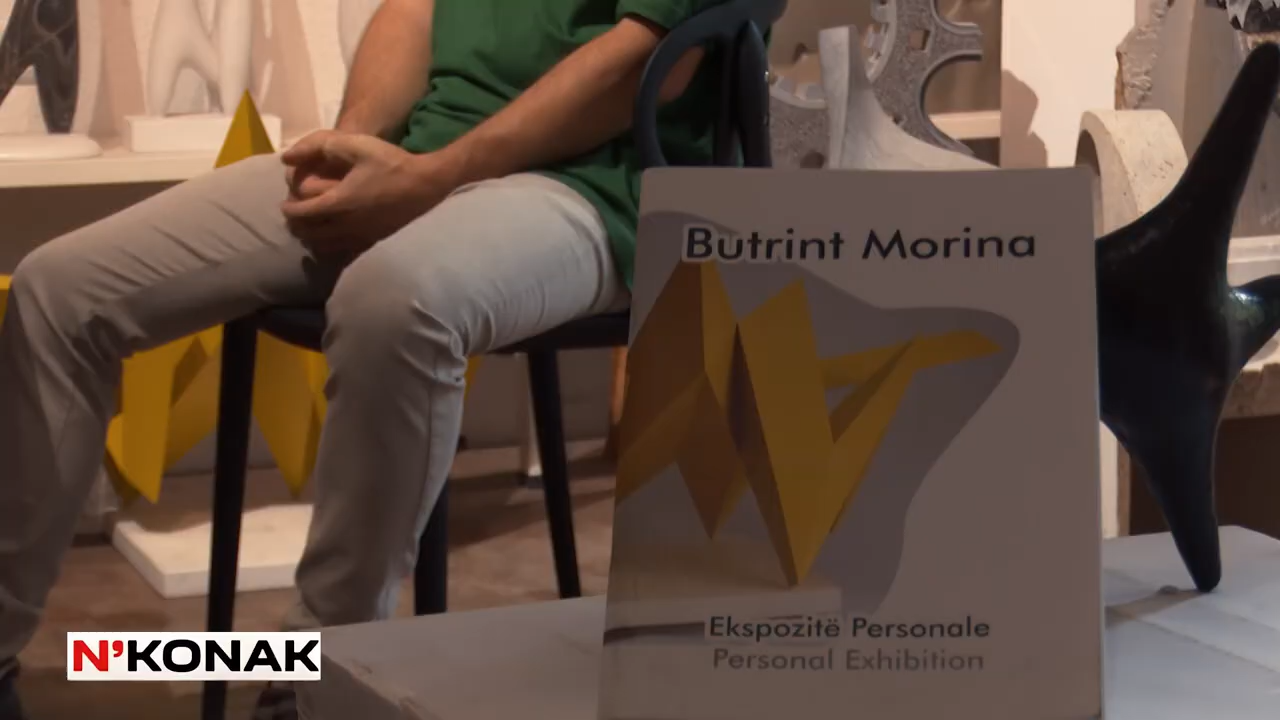 Butrint Morina
Ekspozitë Personale
Personal Exhibition
N'KONAK